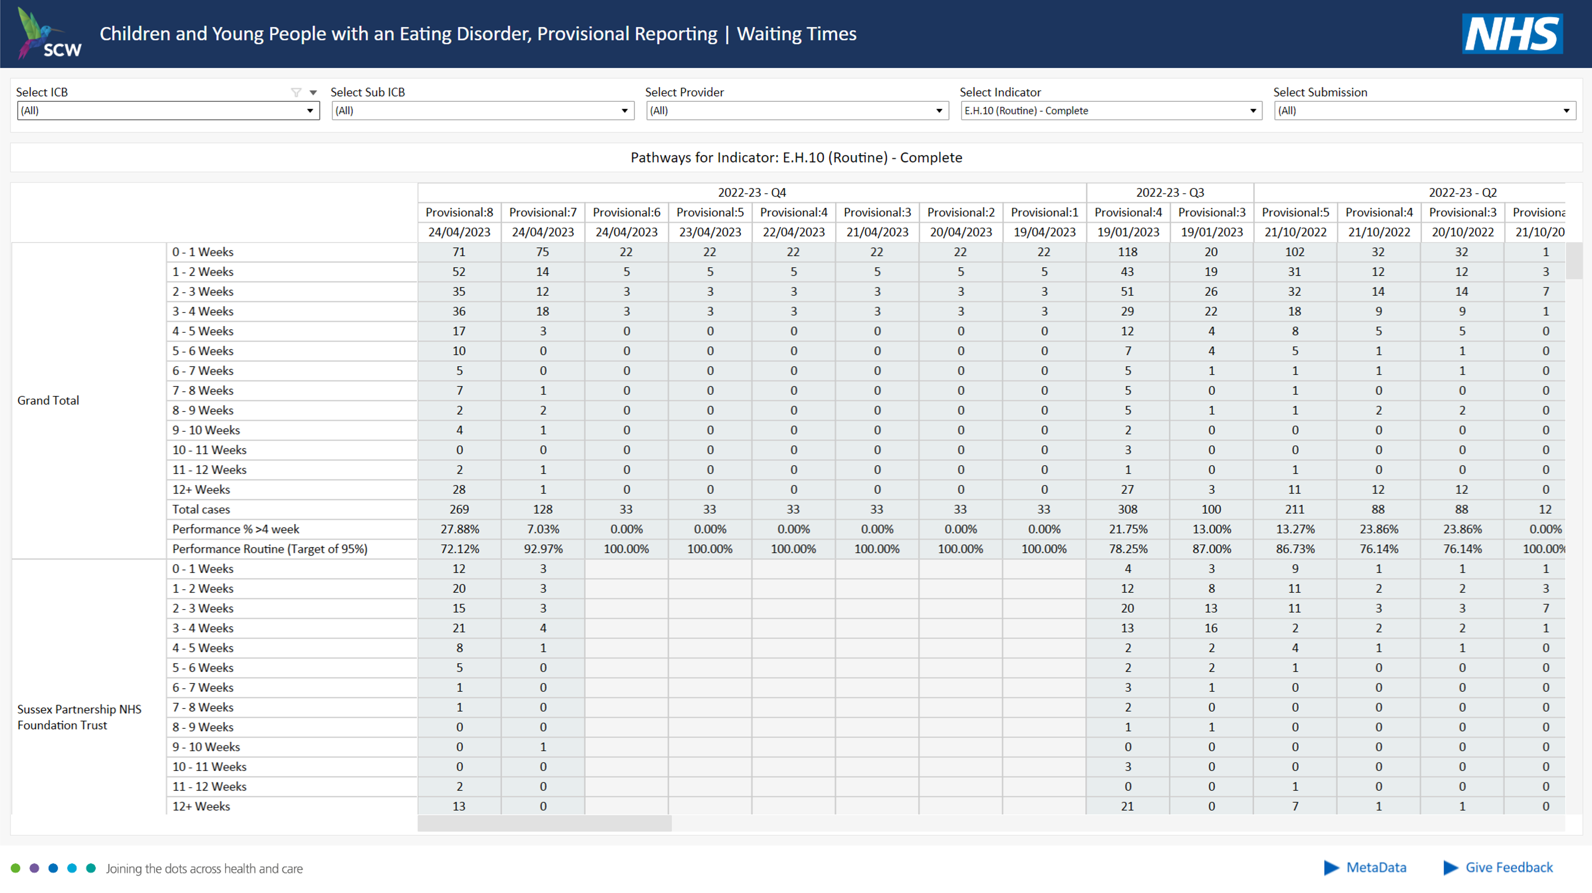 SCW
Children and Young People with an Eating Disorder, Provisional Reporting | Waiting Times
NHS
Select ICB
Select Sub ICB
Select Provider
Select Indicator
Select Submission
(All)
(All)
(All)
E.H.10 (Routine) - Complete
(All)
Pathways for Indicator: E.H.10 (Routine) - Complete
2022-23 - Q4 2022-23 - Q3 2022-23 - Q2
Provisional:8 Provisional:7 Provisional:6 Provisional:5 Provisional:4 Provisional:3 Provisional:2 Provisional:1 Provisional:4 Provisional:3 Provisional:5 Provisional:4 Provisional:3 Provisiona
24/04/2023 24/04/2023 24/04/2023 23/04/2023 22/04/2023 21/04/2023 20/04/2023 19/04/2023 19/01/2023 19/01/2023 21/10/2022 21/10/2022 20/10/2022 21/10/20
0 - 1 Weeks 71 75 22 22 22 22 22 22 118 20 102 32 32 1
1 - 2 Weeks 52 14 5 5 5 5 5 5 43 19 31 12 12 3
2 - 3 Weeks 35 12 3 3 3 3 3 3 51 26 32 14 14 7
3 - 4 Weeks 36 18 3 3 3 3 3 3 29 22 18 9 9 1
4 - 5 Weeks 17 3 0 0 0 0 0 0 12 4 8 5 5 0
5 - 6 Weeks 10 0 0 0 0 0 0 0 7 4 5 1 1 0
6 - 7 Weeks 5 0 0 0 0 0 0 0 5 1 1 1 1 0
7 - 8 Weeks 7 1 0 0 0 0 0 0 5 0 1 0 0 0
Grand Total
8 - 9 Weeks 2 2 0 0 0 0 0 0 5 1 1 2 2 0
9 - 10 Weeks 4 1 0 0 0 0 0 0 2 0 0 0 0 0
10 - 11 Weeks 0 0 0 0 0 0 0 0 3 0 0 0 0 0
11 - 12 Weeks 2 1 0 0 0 0 0 0 1 0 1 0 0 0
12+ Weeks 28 1 0 0 0 0 0 0 27 3 11 12 12 0
Total cases 269 128 33 33 33 33 33 33 308 100 211 88 88 12
Performance % >4 week 27.88% 7.03% 0.00% 0.00% 0.00% 0.00% 0.00% 0.00% 21.75% 13.00% 13.27% 23.86% 23.86% 0.00%
Performance Routine (Target of 95%) 72.12% 92.97% 100.00% 100.00% 100.00% 100.00% 100.00% 100.00% 78.25% 87.00% 86.73% 76.14% 76.14% 100.00%
0 - 1 Weeks 12 3 4 3 9 1 1 1
1 - 2 Weeks 20 3 12 8 11 2 2 3
2 - 3 Weeks 15 3 20 13 11 3 3 7
3 - 4 Weeks 21 4 13 16 2 2 2 1
4 - 5 Weeks 8 1 2 2 4 1 1 0
5 - 6 Weeks 5 0 2 2 1 0 0 0
6 - 7 Weeks 1 0 3 1 0 0 0 0
Sussex Partnership NHS
Foundation Trust
7 - 8 Weeks 1 0 2 0 0 0 0 0
8 - 9 Weeks 0 0 1 1 0 0 0 0
9 - 10 Weeks 0 1 0 0 0 0 0 0
10 - 11 Weeks 0 0 3 0 0 0 0 0
11 - 12 Weeks 2 0 0 0 1 0 0 0
12+ Weeks 13 0 21 0 7 1 1 0
Joining the dots across health and care
MetaData
Give Feedback